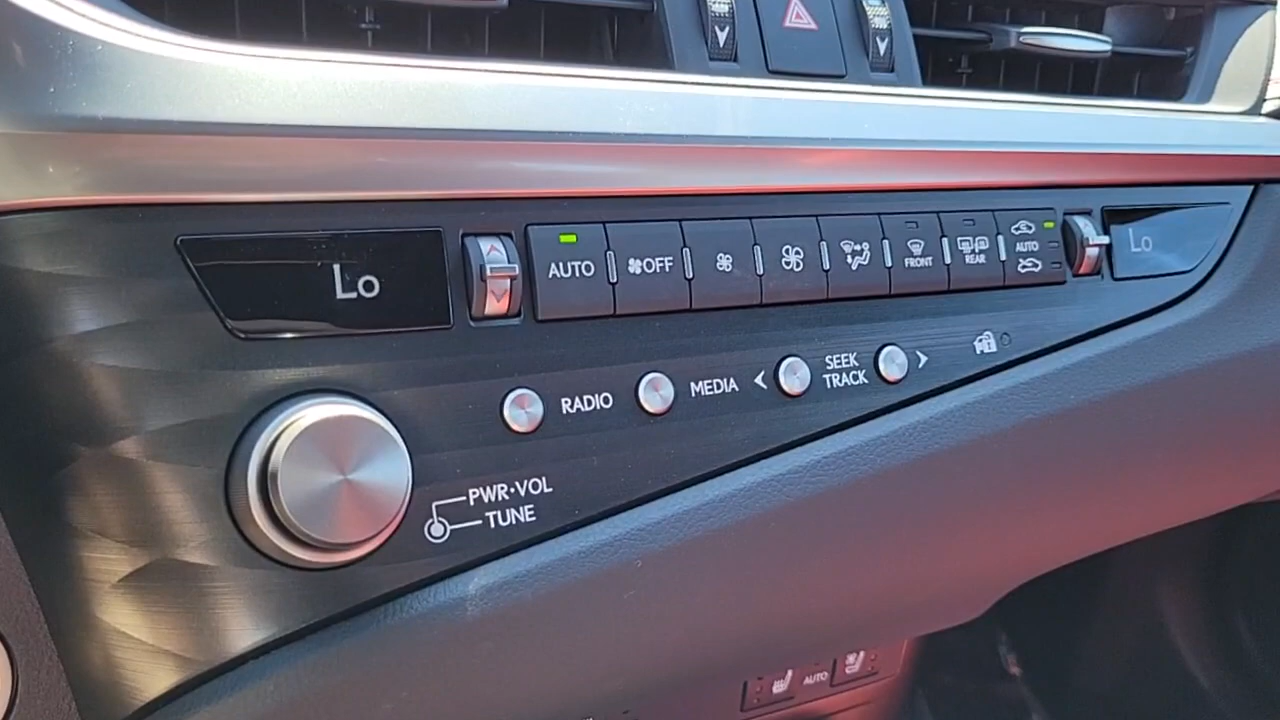 Lo
AUTO
OFF
FRONT
REAR
AUTO
Lo
RADIO
MEDIA
SEEK
TRACK
PWR·VOL
TUNE
AUTO